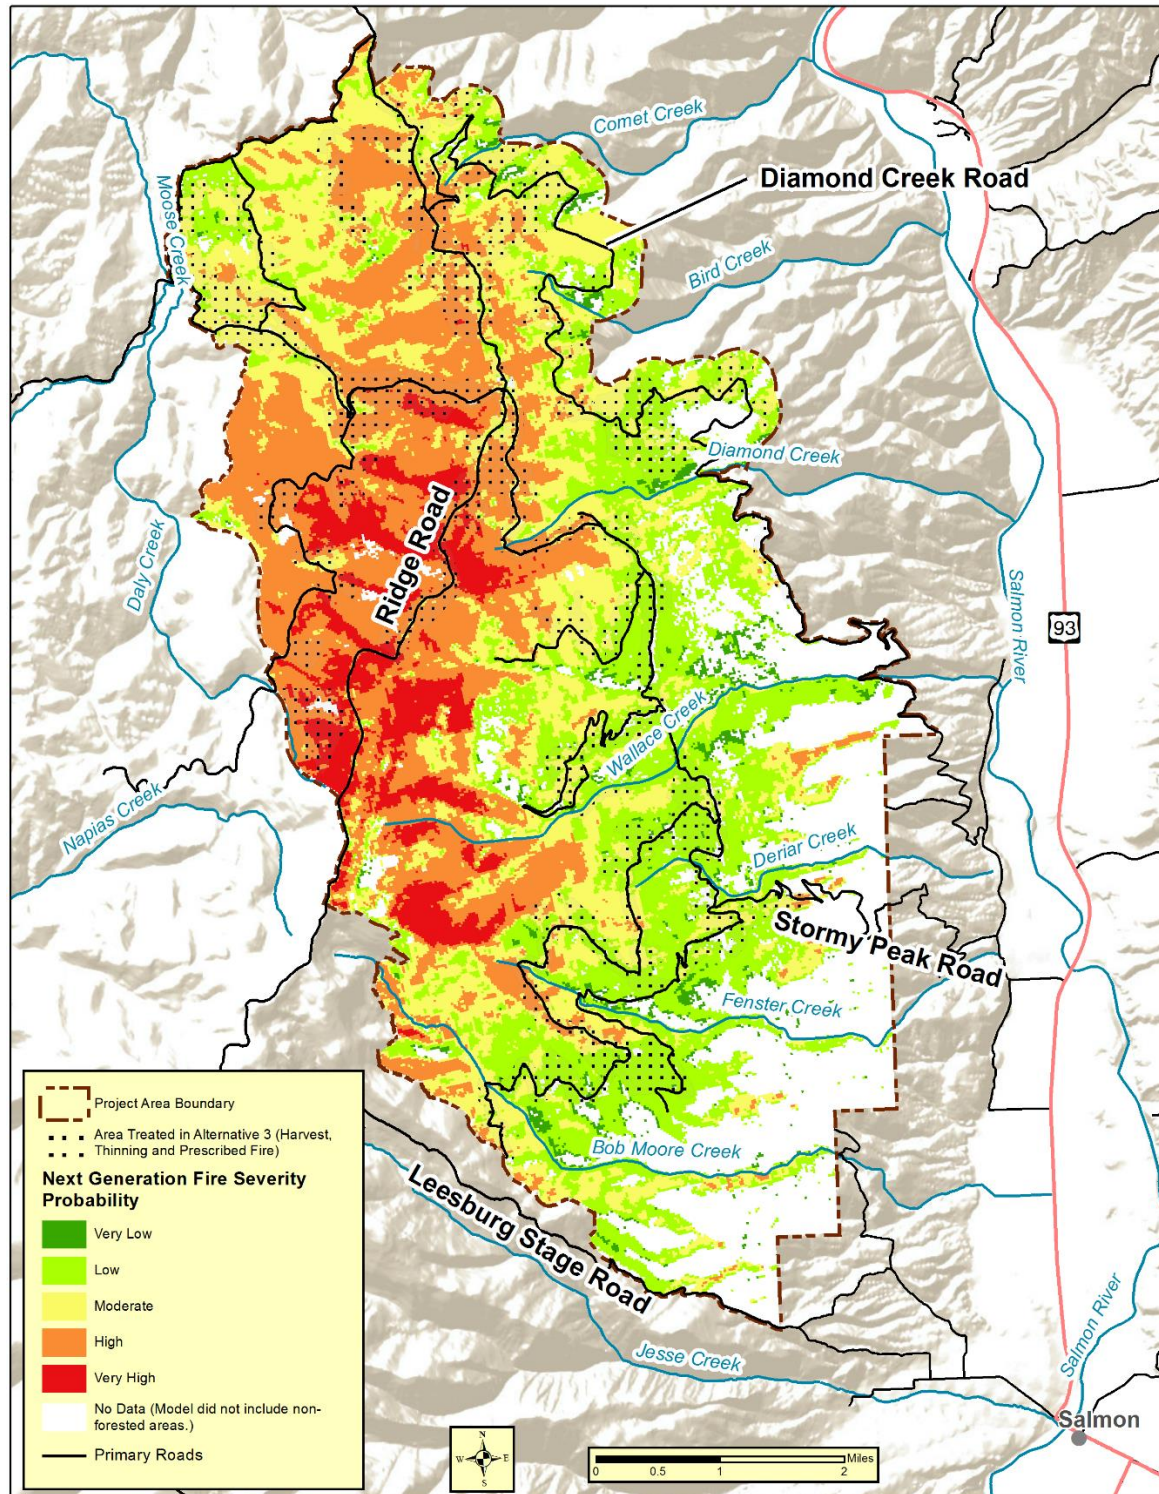 Comet Creek
Diamond Creek Road
Moose Creek
Bird Creek
Diamond Creek
Ridge Road
Daly Creek
Salmon River
93
Wallace Creek
Napias Creek
Deriar Creek
Stormy Peak Road
Fenster Creek
Bob Moore Creek
Leesburg Stage Road
Jesse Creek
Salmon River
Salmon
Project Area Boundary
Area Treated in Alternative 3 (Harvest,
Thinning and Prescribed Fire)
Next Generation Fire Severity
Probability
Very Low
Low
Moderate
High
Very High
No Data (Model did not include non-
forested areas.)
Primary Roads
N
W
E
S
Miles
0
0.5
1
2